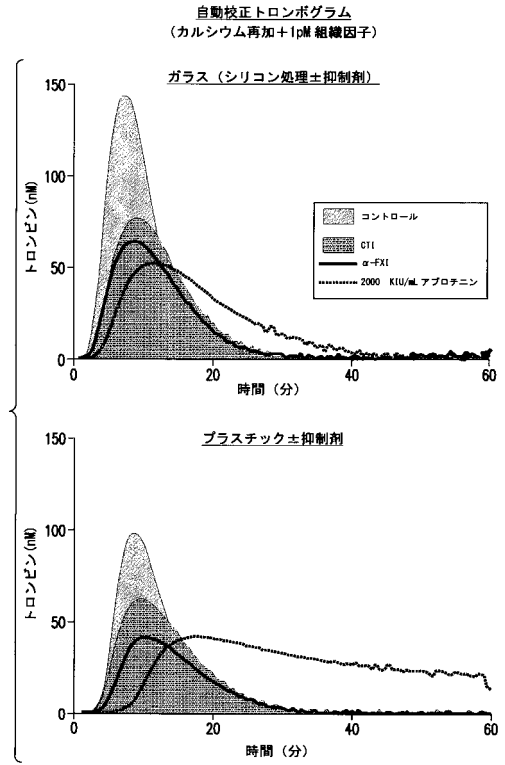 自動校正トロンボグラム
(カルシウム再加+1pM 組織因子)
ガラス(シリコン処理±抑制剤)
150
100
50
0
トロンビン(nM)
0
20
40
60
時間(分)
コントロール
CTI
α-FXI
2000 KIU/mL アプロチニン
プラスチック±抑制剤
150
100
50
0
トロンビン(nM)
0
20
40
60
時間(分)